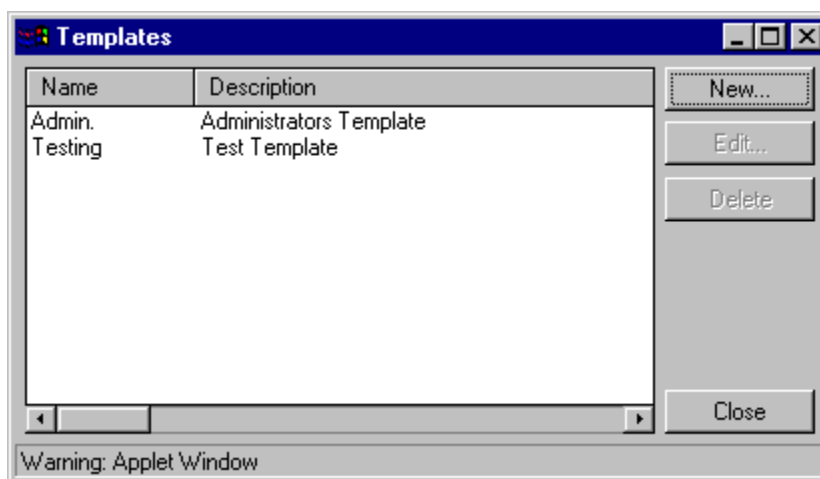 Templates
Name Description New...
Admin. Administrators Template
Testing Test Template Edit...
Delete
Close
Warning: Applet Window